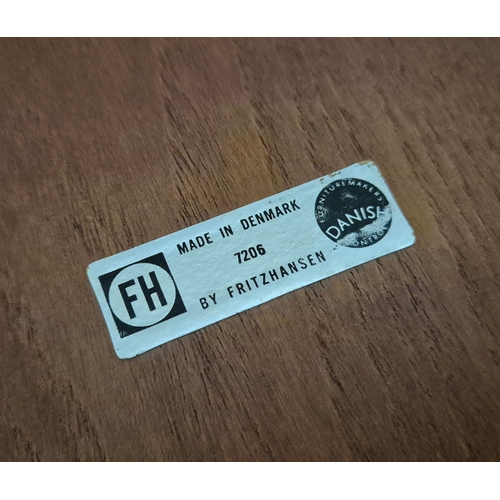 FH
MADE IN DENMARK
7206
BY FRITZHANSEN
FURNITUREMAKERS
DANISH
CONTROL